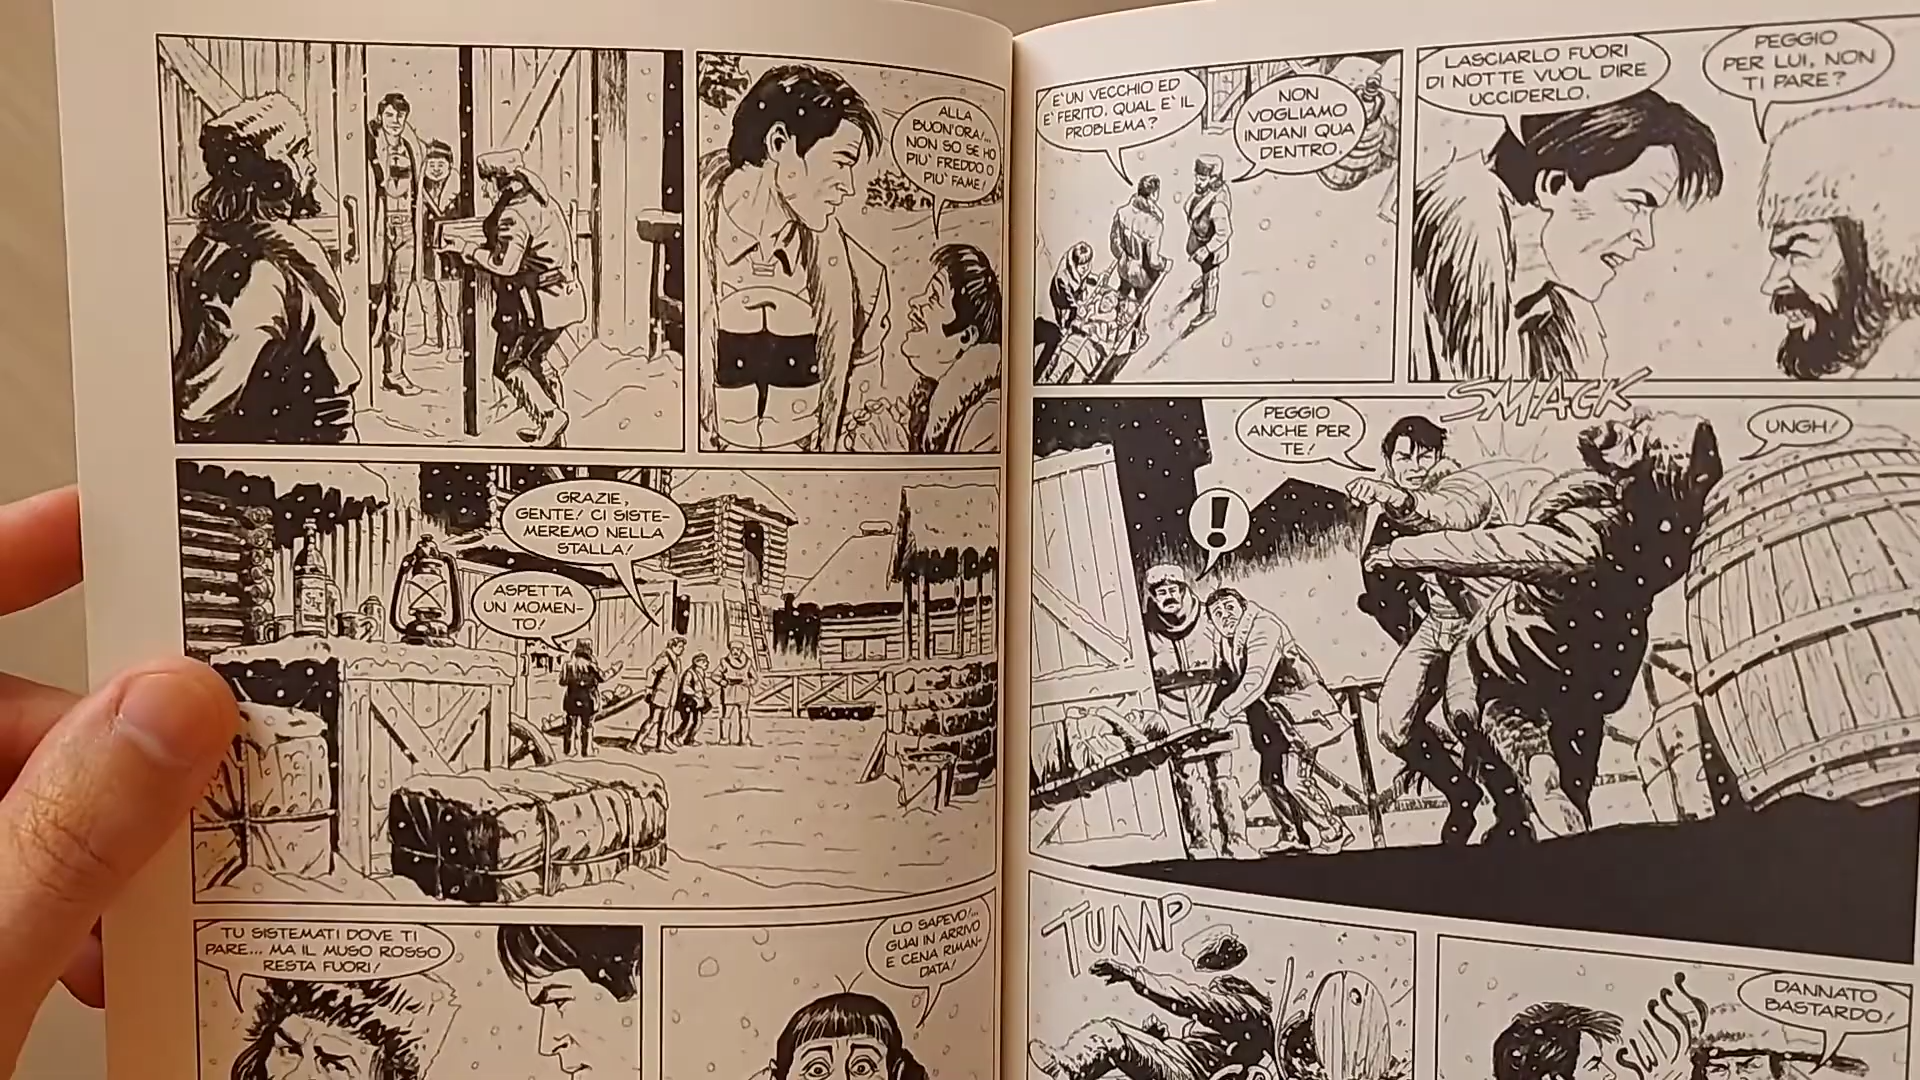 ALLA
BUON'ORA!...
NON SO SE HO
PIU' FREDDO O
PIU' FAME!
GRAZIE,
GENTE! CI SISTE-
MEREMO NELLA
STALLA!
ASPETTA
UN MOMEN-
TO!
TU SISTEMATI DOVE TI
PARE... MA IL MUSO ROSSO
RESTA FUORI!
LO SAPEVO!...
GUAI IN ARRIVO
E CENA RIMAN-
DATA!
E' UN VECCHIO ED
E' FERITO. QUAL E' IL
PROBLEMA?
NON
VOGLIAMO
INDIANI QUA
DENTRO.
LASCIARLO FUORI
DI NOTTE VUOL DIRE
UCCIDERLO.
PEGGIO
PER LUI, NON
TI PARE?
SMACK
PEGGIO
ANCHE PER
TE!
UNGH!
!
TUMP
SWISSS
DANNATO
BASTARDO!